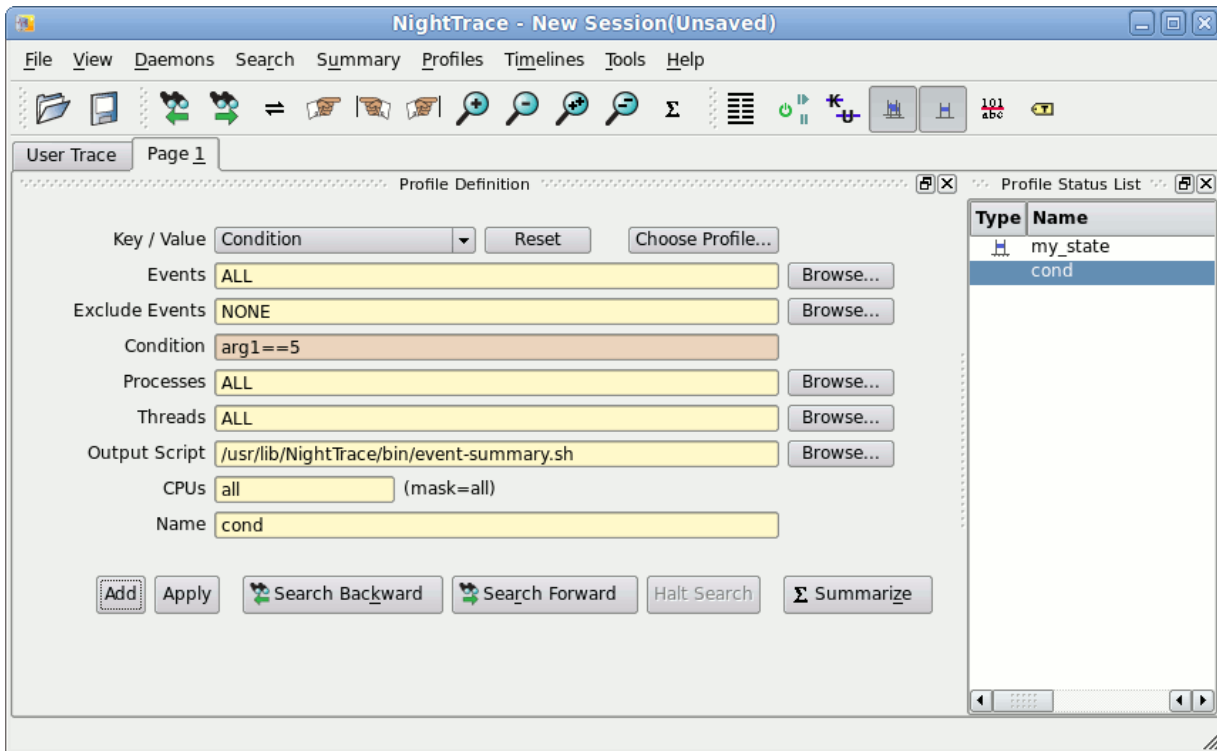 NightTrace - New Session(Unsaved)
File View Daemons Search Summary Profiles Timelines Tools Help
Σ 101 abc T
User Trace Page 1
Profile Definition
Key / Value Condition Reset Choose Profile...
Events ALL Browse...
Exclude Events NONE Browse...
Condition arg1==5
Processes ALL Browse...
Threads ALL Browse...
Output Script /usr/lib/NightTrace/bin/event-summary.sh Browse...
CPUs all (mask=all)
Name cond
Add Apply Search Backward Search Forward Halt Search Σ Summarize
Profile Status List
Type Name
my_state
cond